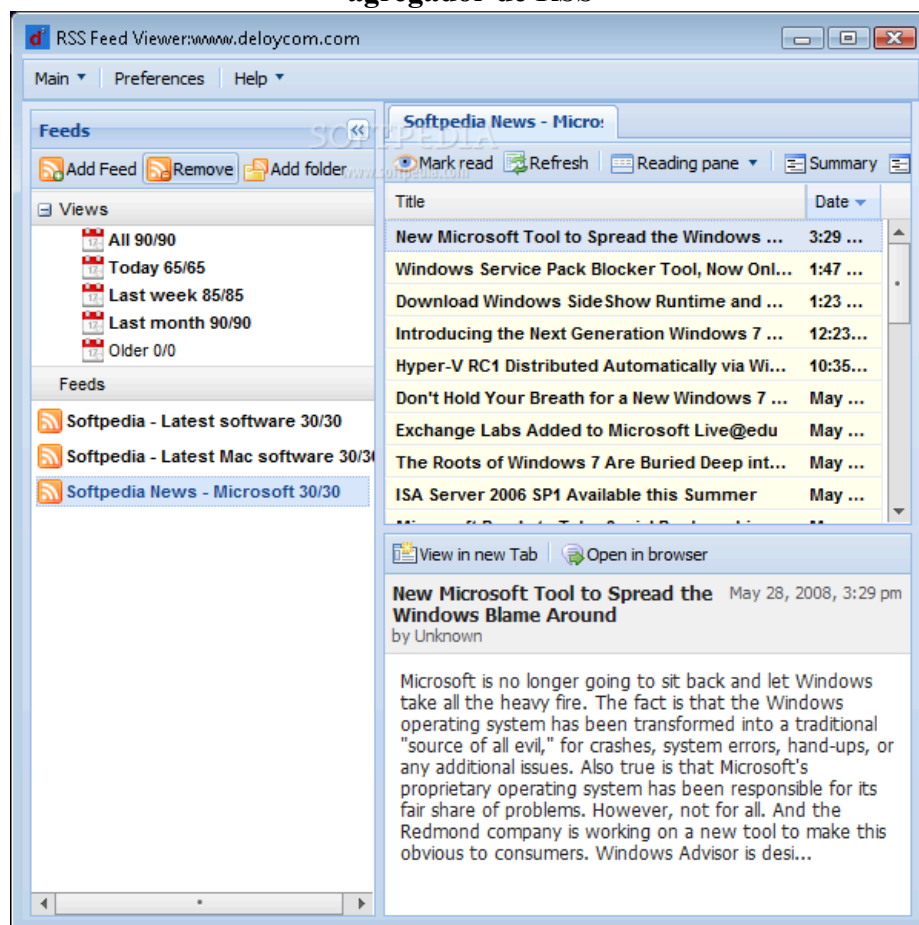 agregador de RSS
RSS Feed Viewer:www.deloycom.com
Main Preferences Help
Feeds
Add Feed Remove Add folder
Views
All 90/90
Today 65/65
Last week 85/85
Last month 90/90
Older 0/0
Feeds
Softpedia - Latest software 30/30
Softpedia - Latest Mac software 30/30
Softpedia News - Microsoft 30/30
SOFTPEDIA
www.softpedia.com
Softpedia News - Micro
Mark read Refresh Reading pane Summary
Title Date
New Microsoft Tool to Spread the Windows ... 3:29 ...
Windows Service Pack Blocker Tool, Now Onl... 1:47 ...
Download Windows SideShow Runtime and ... 1:23 ...
Introducing the Next Generation Windows 7 ... 12:23...
Hyper-V RC1 Distributed Automatically via Wi... 10:35...
Don't Hold Your Breath for a New Windows 7 ... May ...
Exchange Labs Added to Microsoft Live@edu May ...
The Roots of Windows 7 Are Buried Deep int... May ...
ISA Server 2006 SP1 Available this Summer May ...
View in new Tab Open in browser
New Microsoft Tool to Spread the May 28, 2008, 3:29 pm
Windows Blame Around
by Unknown
Microsoft is no longer going to sit back and let Windows
take all the heavy fire. The fact is that the Windows
operating system has been transformed into a traditional
"source of all evil," for crashes, system errors, hand-ups, or
any additional issues. Also true is that Microsoft's
proprietary operating system has been responsible for its
fair share of problems. However, not for all. And the
Redmond company is working on a new tool to make this
obvious to consumers. Windows Advisor is desi...